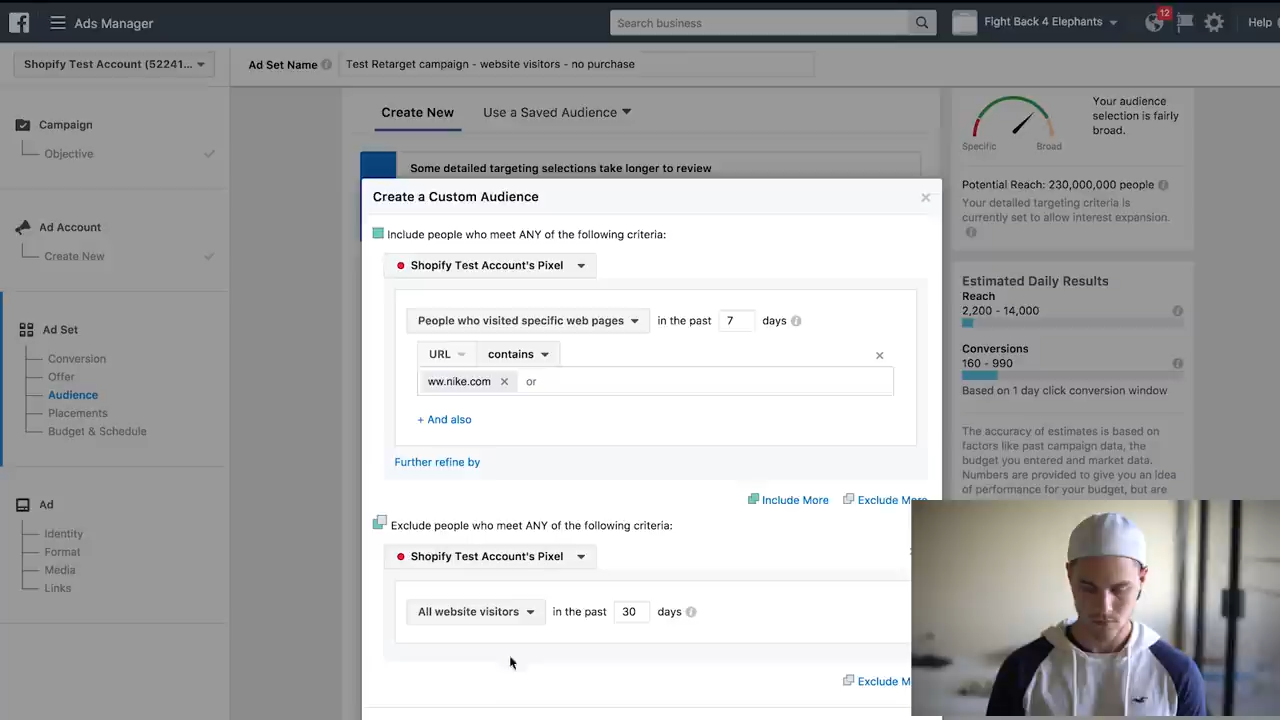 Ads Manager
Search business
Fight Back 4 Elephants
12
Help
Shopify Test Account (52241...
Ad Set Name
Test Retarget campaign - website visitors - no purchase
Campaign
Objective
Ad Account
Create New
Ad Set
Conversion
Offer
Audience
Placements
Budget & Schedule
Ad
Identity
Format
Media
Links
Create New
Use a Saved Audience
Some detailed targeting selections take longer to review
Create a Custom Audience
Include people who meet ANY of the following criteria:
Shopify Test Account's Pixel
People who visited specific web pages in the past 7 days
URL contains
ww.nike.com or
+ And also
Further refine by
Include More Exclude More
Exclude people who meet ANY of the following criteria:
Shopify Test Account's Pixel
All website visitors in the past 30 days
Exclude M
Specific
Broad
Your audience
selection is fairly
broad.
Potential Reach: 230,000,000 people
Your detailed targeting criteria is
currently set to allow interest expansion.
Estimated Daily Results
Reach
2,200 - 14,000
Conversions
160 - 990
Based on 1 day click conversion window
The accuracy of estimates is based on
factors like past campaign data, the
budget you entered and market data.
Numbers are provided to give you an idea
of performance for your budget, but are